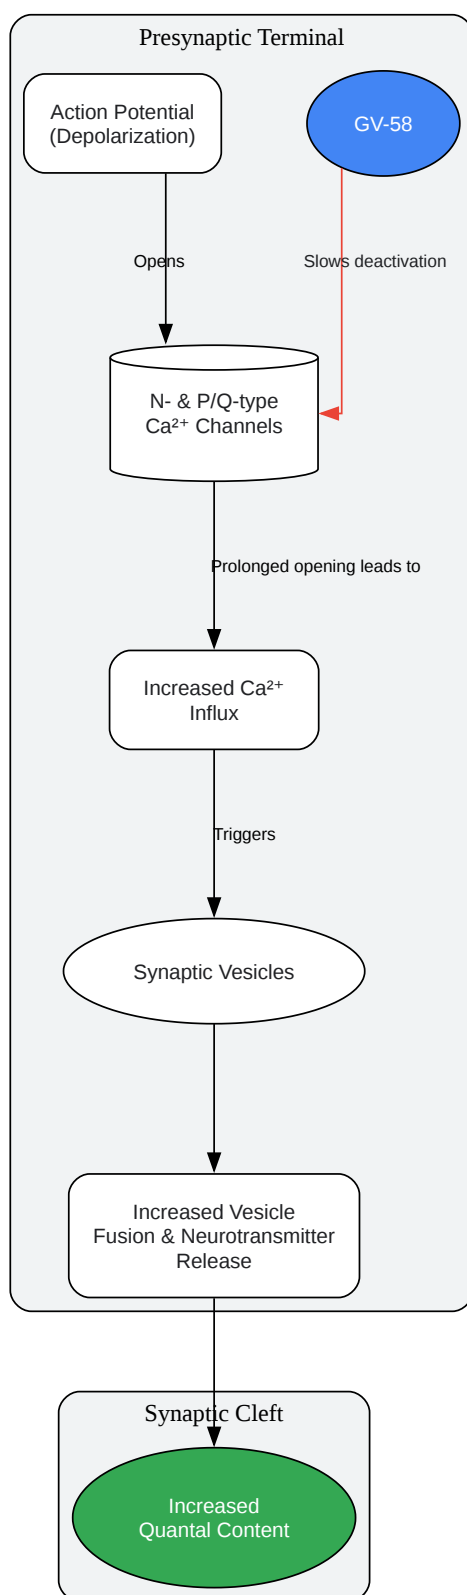 Presynaptic Terminal
Action Potential
(Depolarization)
GV-58
Opens
Slows deactivation
N- & P/Q-type
Ca²⁺ Channels
Prolonged opening leads to
Increased Ca²⁺
Influx
Triggers
Synaptic Vesicles
Increased Vesicle
Fusion & Neurotransmitter
Release
Synaptic Cleft
Increased
Quantal Content